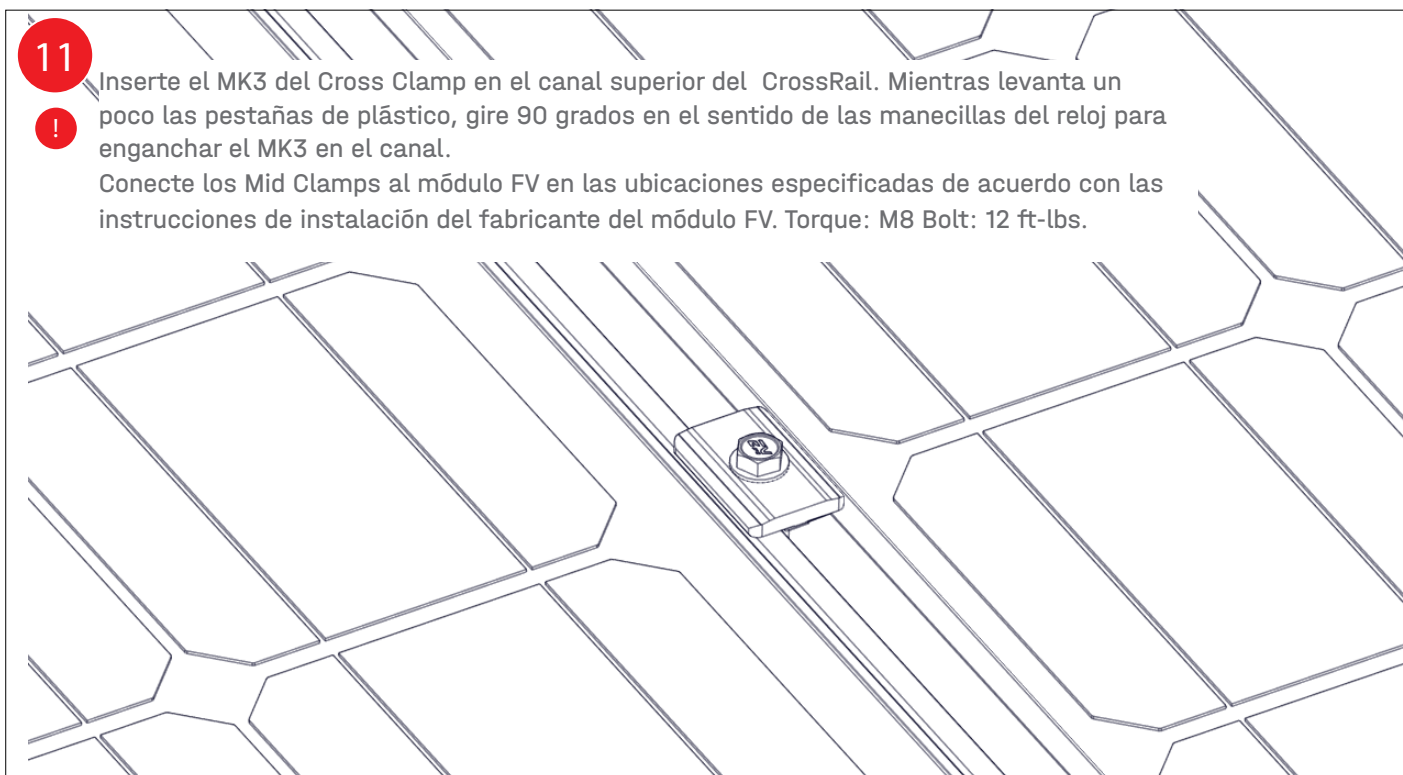 11
!
Inserte el MK3 del Cross Clamp en el canal superior del CrossRail. Mientras levanta un
poco las pestañas de plástico, gire 90 grados en el sentido de las manecillas del reloj para
enganchar el MK3 en el canal.
Conecte los Mid Clamps al módulo FV en las ubicaciones especificadas de acuerdo con las
instrucciones de instalación del fabricante del módulo FV. Torque: M8 Bolt: 12 ft-lbs.